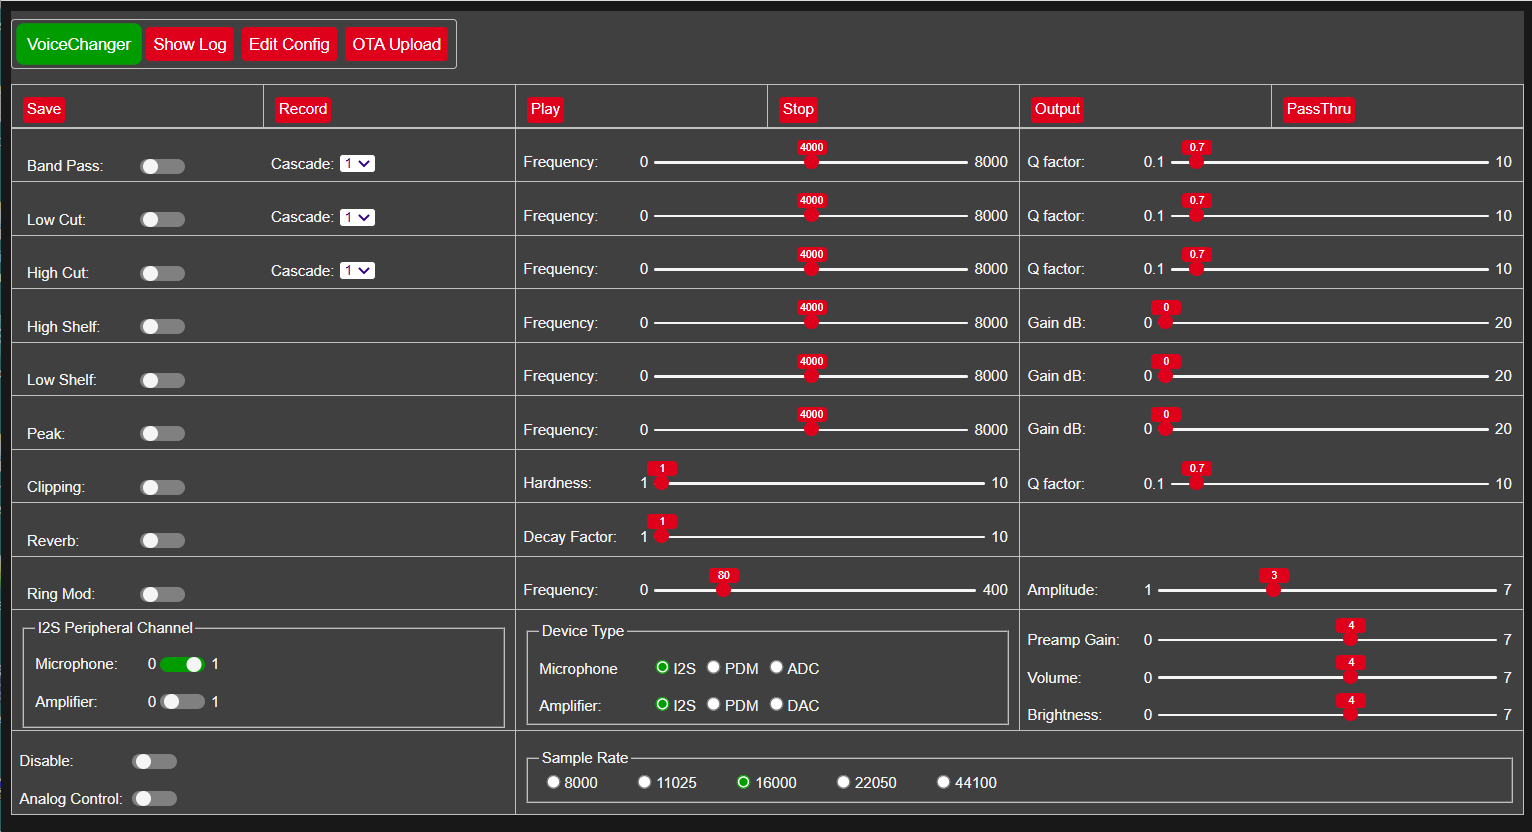 VoiceChanger Show Log Edit Config OTA Upload
Save Record Play Stop Output PassThru
Band Pass: Cascade: 1 Frequency: 0 4000 8000 Q factor: 0.1 0.7 10
Low Cut: Cascade: 1 Frequency: 0 4000 8000 Q factor: 0.1 0.7 10
High Cut: Cascade: 1 Frequency: 0 4000 8000 Q factor: 0.1 0.7 10
High Shelf: Frequency: 0 4000 8000 Gain dB: 0 0 20
Low Shelf: Frequency: 0 4000 8000 Gain dB: 0 0 20
Peak: Frequency: 0 4000 8000 Gain dB: 0 0 20
Clipping: Hardness: 1 1 10 Q factor: 0.1 0.7 10
Reverb: Decay Factor: 1 1 10
Ring Mod: Frequency: 0 80 400 Amplitude: 1 3 7
I2S Peripheral Channel
Microphone: 0 1
Amplifier: 0 1
Device Type
Microphone I2S PDM ADC
Amplifier: I2S PDM DAC
Preamp Gain: 0 4 7
Volume: 0 4 7
Brightness: 0 4 7
Disable:
Analog Control:
Sample Rate
8000 11025 16000 22050 44100